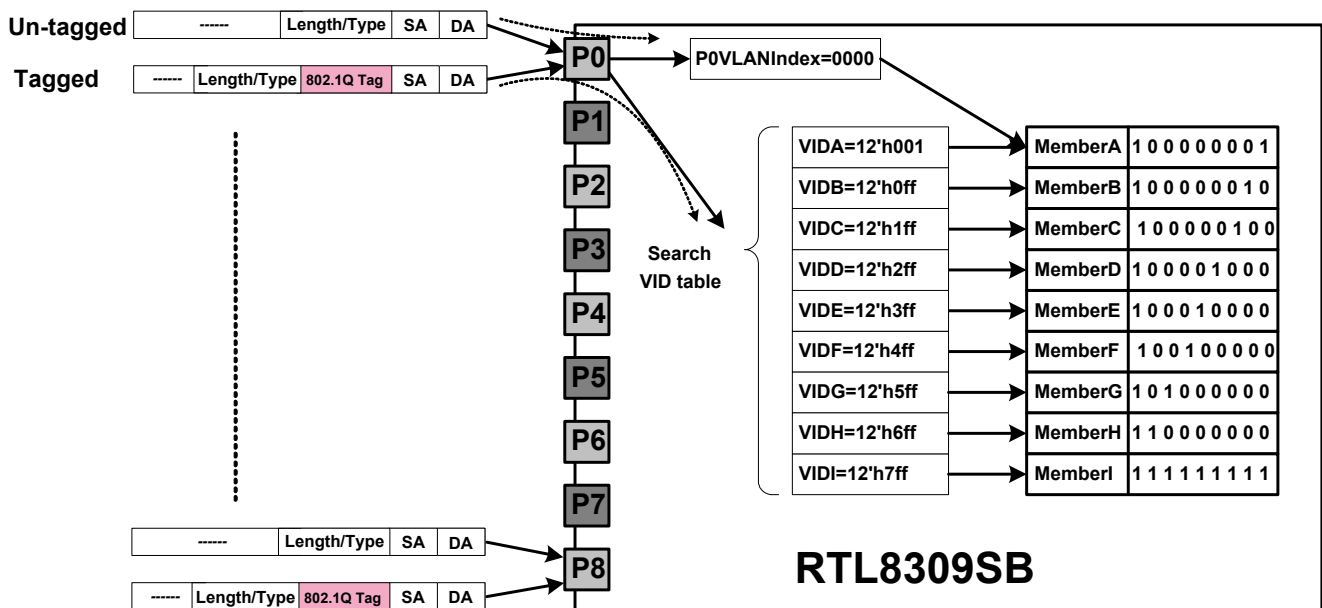 Un-tagged ------ Length/Type SA DA
Tagged ------ Length/Type 802.1Q Tag SA DA
P0
P1
P2
P3
P4
P5
P6
P7
P8
P0VLANIndex=0000
Search
VID table
VIDA=12'h001 MemberA 1 0 0 0 0 0 0 0 1
VIDB=12'h0ff MemberB 1 0 0 0 0 0 0 1 0
VIDC=12'h1ff MemberC 1 0 0 0 0 0 1 0 0
VIDD=12'h2ff MemberD 1 0 0 0 0 1 0 0 0
VIDE=12'h3ff MemberE 1 0 0 0 1 0 0 0 0
VIDF=12'h4ff MemberF 1 0 0 1 0 0 0 0 0
VIDG=12'h5ff MemberG 1 0 1 0 0 0 0 0 0
VIDH=12'h6ff MemberH 1 1 0 0 0 0 0 0 0
VIDI=12'h7ff MemberI 1 1 1 1 1 1 1 1 1
------ Length/Type SA DA
------ Length/Type 802.1Q Tag SA DA
RTL8309SB